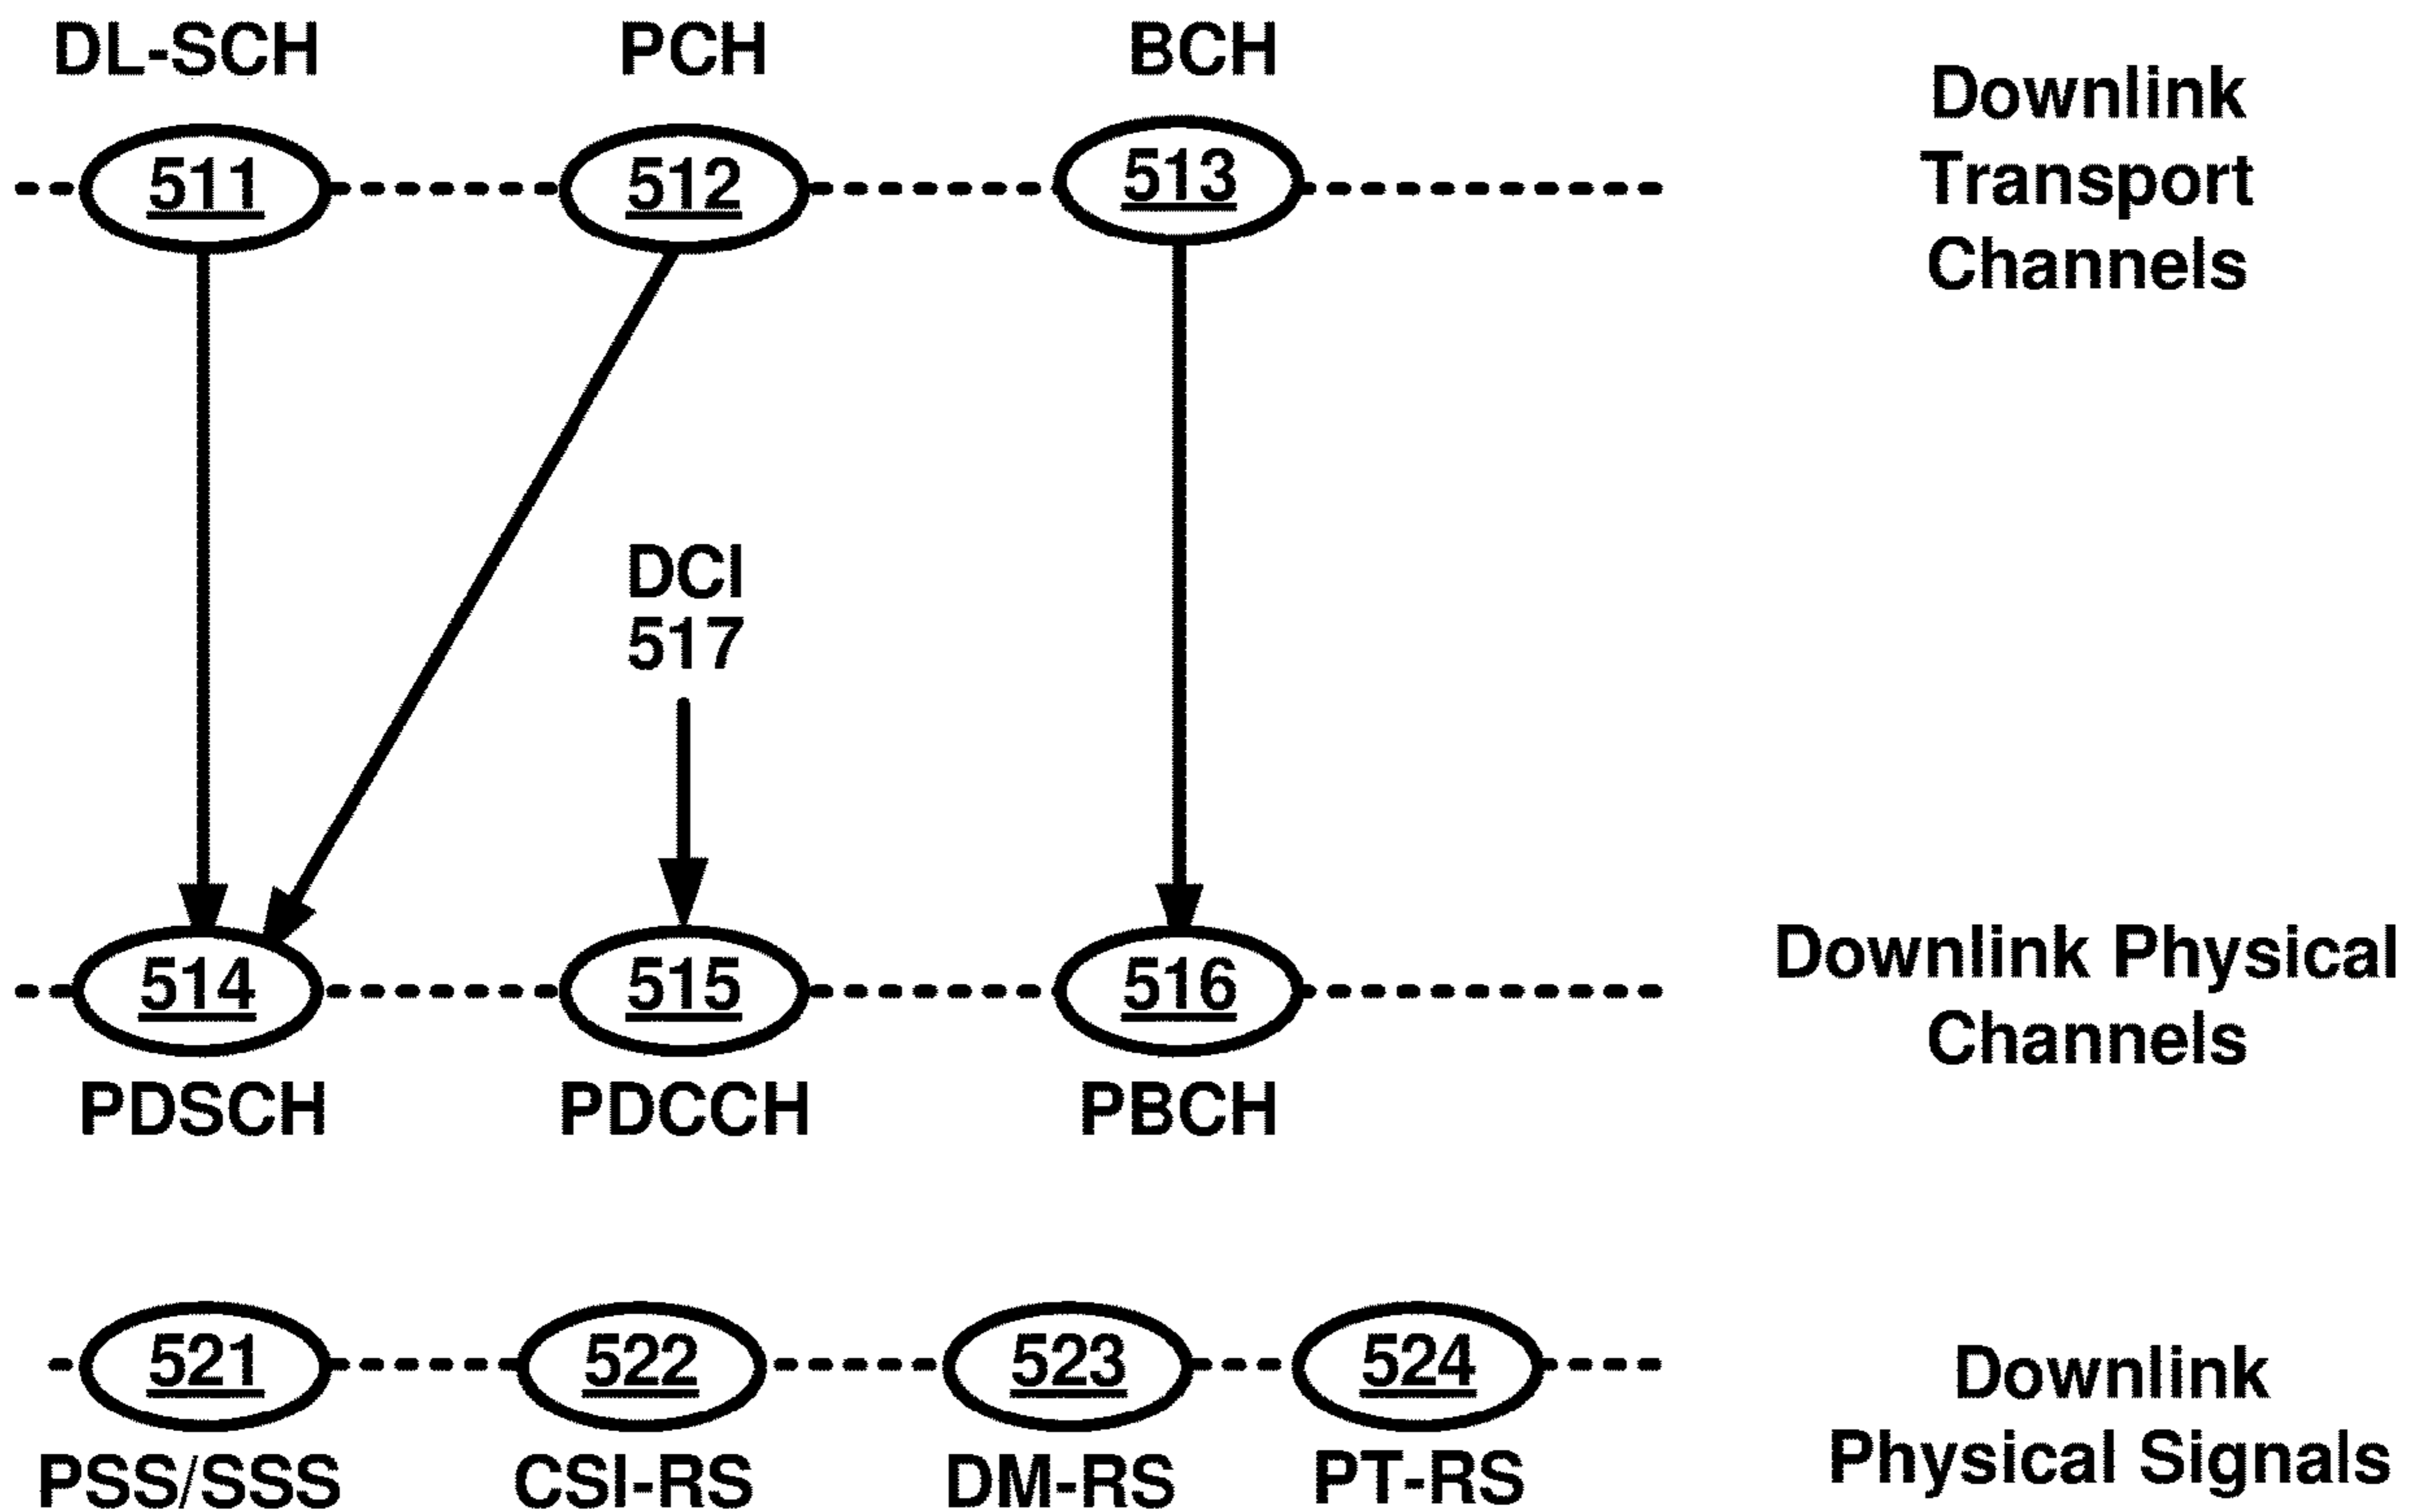 DL-SCH
PCH
BCH
511
512
513
Downlink
Transport
Channels
DCI
517
514
515
516
PDSCH
PDCCH
PBCH
Downlink Physical
Channels
521
522
523
524
PSS/SSS
CSI-RS
DM-RS
PT-RS
Downlink
Physical Signals